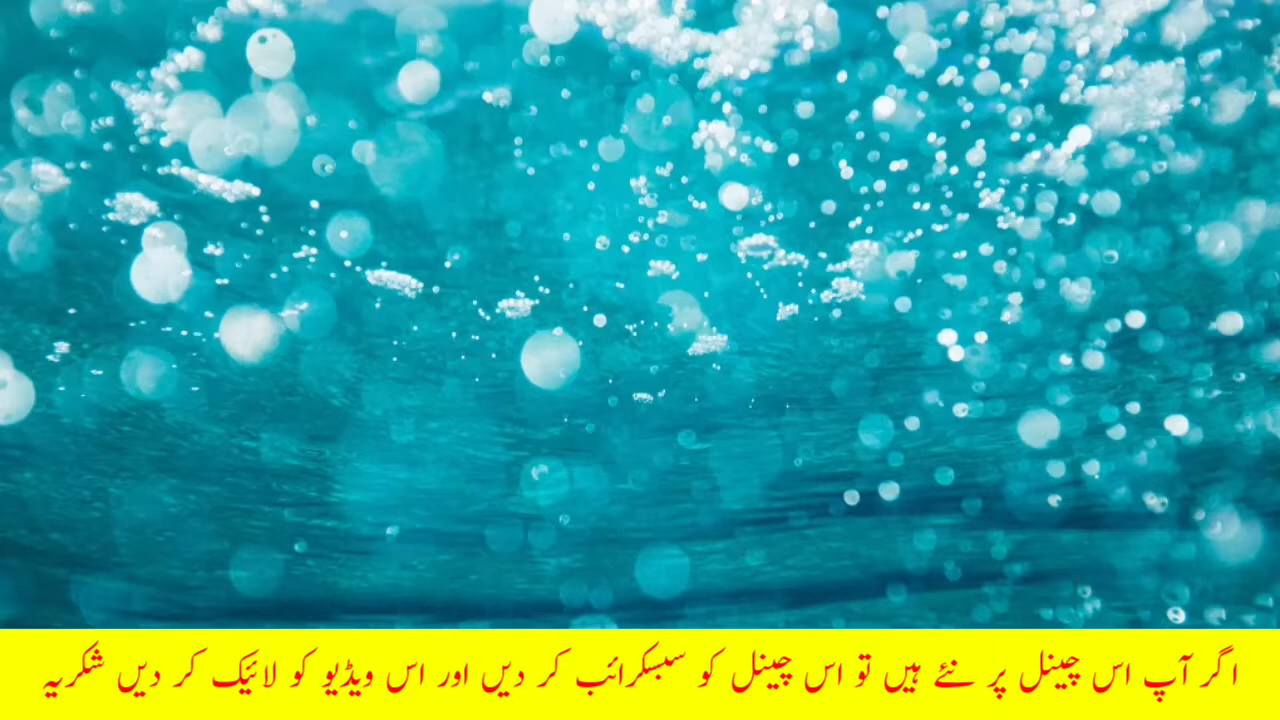 اگر آپ اس چینل پر نئے ہیں تو اس چینل کو سبسکرائب کر دیں اور اس ویڈیو کو لائیک کر دیں شکریہ